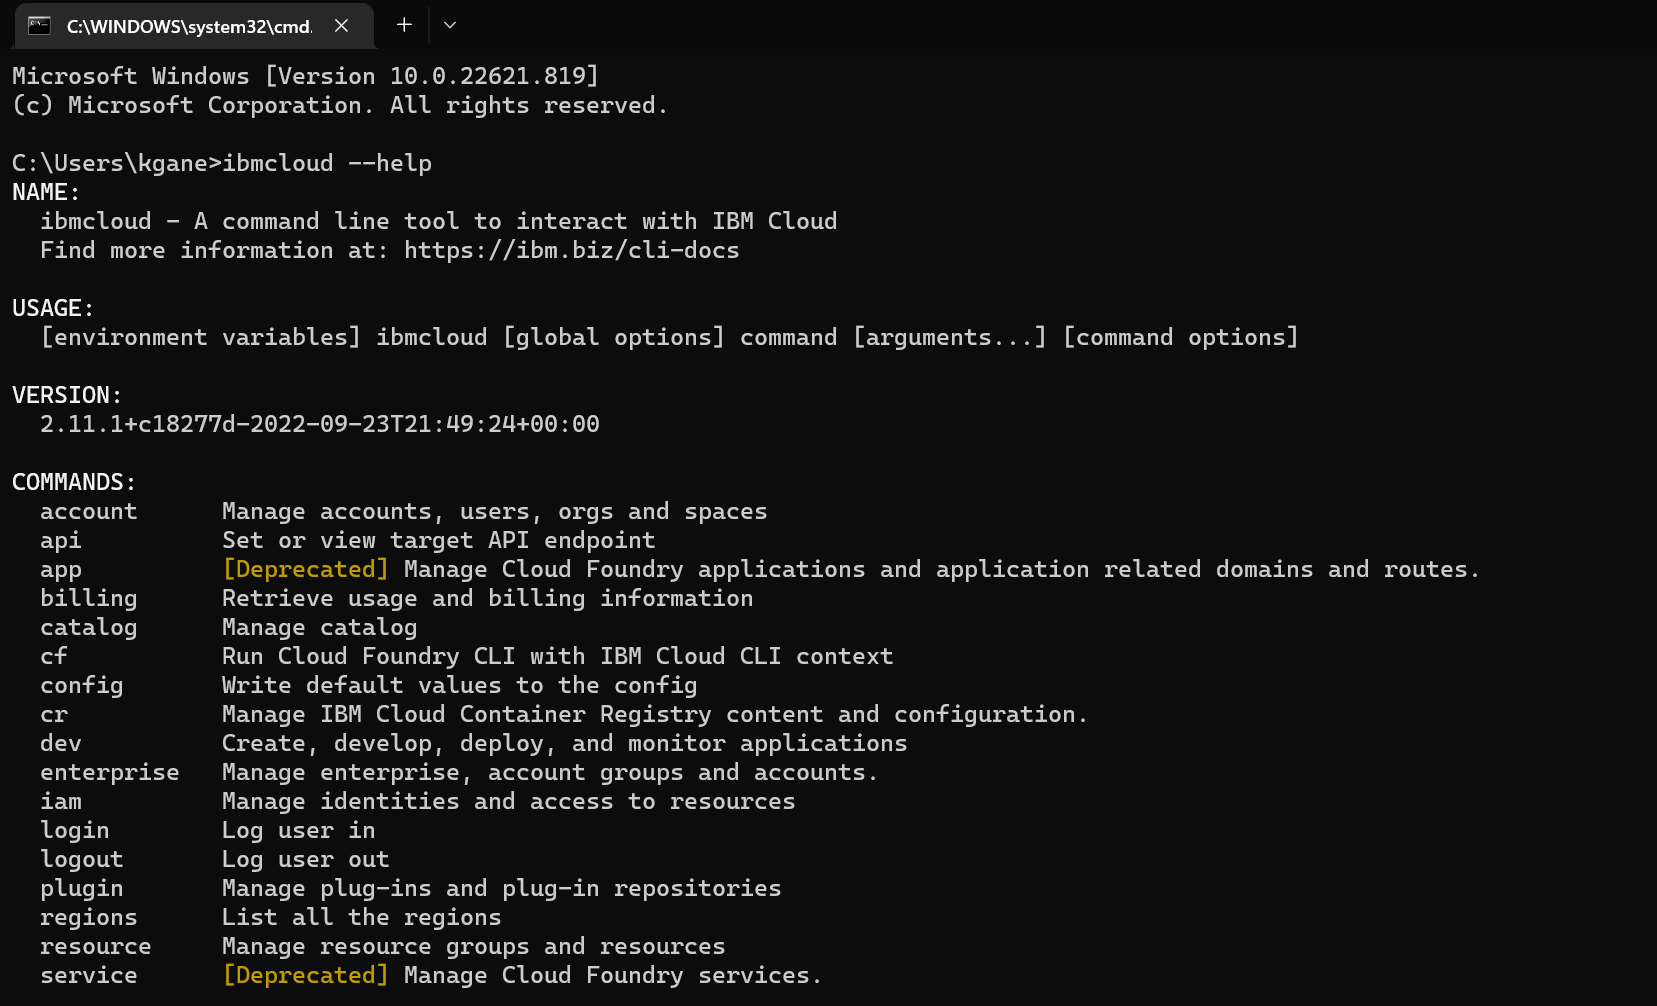 C:\WINDOWS\system32\cmd.
Microsoft Windows [Version 10.0.22621.819]
(c) Microsoft Corporation. All rights reserved.
C:\Users\kgane>ibmcloud --help
NAME:
ibmcloud - A command line tool to interact with IBM Cloud
Find more information at: https://ibm.biz/cli-docs
USAGE:
[environment variables] ibmcloud [global options] command [arguments...] [command options]
VERSION:
2.11.1+c18277d-2022-09-23T21:49:24+00:00
COMMANDS:
account Manage accounts, users, orgs and spaces
api Set or view target API endpoint
app [Deprecated] Manage Cloud Foundry applications and application related domains and routes.
billing Retrieve usage and billing information
catalog Manage catalog
cf Run Cloud Foundry CLI with IBM Cloud CLI context
config Write default values to the config
cr Manage IBM Cloud Container Registry content and configuration.
dev Create, develop, deploy, and monitor applications
enterprise Manage enterprise, account groups and accounts.
iam Manage identities and access to resources
login Log user in
logout Log user out
plugin Manage plug-ins and plug-in repositories
regions List all the regions
resource Manage resource groups and resources
service [Deprecated] Manage Cloud Foundry services.